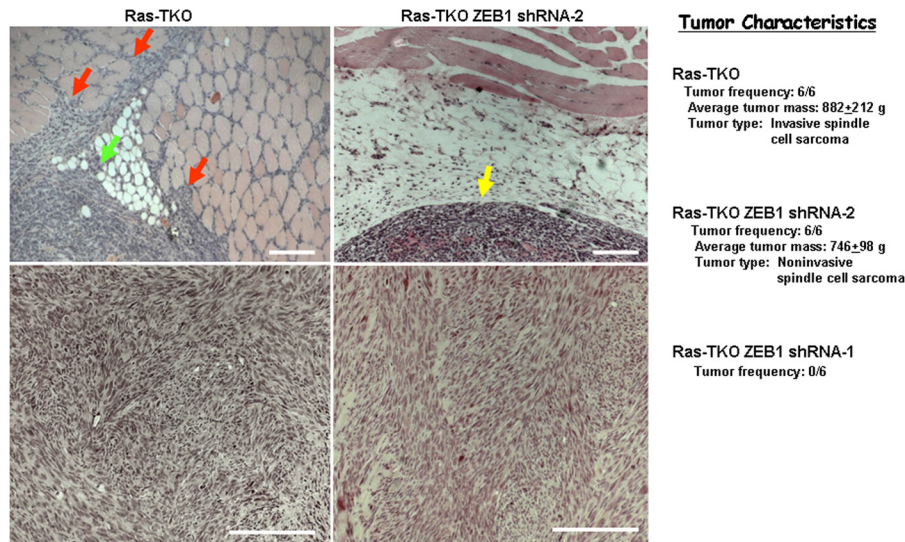 Ras-TKO
Ras-TKO ZEB1 shRNA-2
Tumor Characteristics
Ras-TKO
Tumor frequency: 6/6
Average tumor mass: 882±212 g
Tumor type: Invasive spindle
cell sarcoma
Ras-TKO ZEB1 shRNA-2
Tumor frequency: 6/6
Average tumor mass: 746±98 g
Tumor type: Noninvasive
spindle cell sarcoma
Ras-TKO ZEB1 shRNA-1
Tumor frequency: 0/6